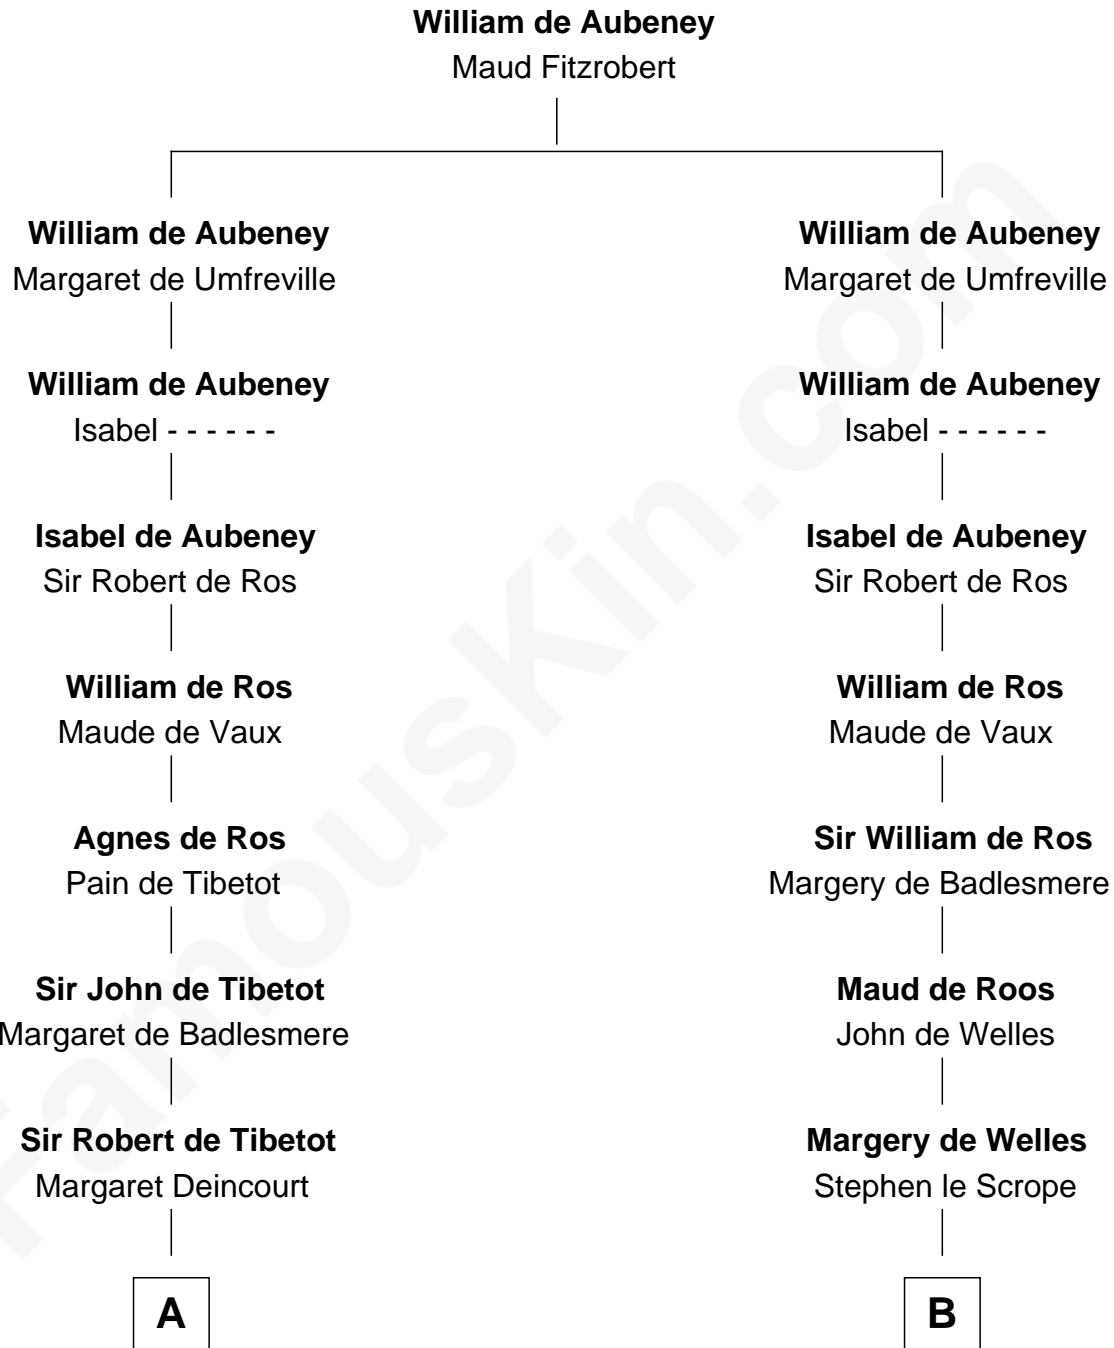 William de Aubeney
Maud Fitzrobert
William de Aubeney
Margaret de Umfreville
William de Aubeney
Isabel - - - - - -
Isabel de Aubeney
Sir Robert de Ros
William de Ros
Maude de Vaux
Agnes de Ros
Pain de Tibetot
Sir John de Tibetot
Margaret de Badlesmere
Sir Robert de Tibetot
Margaret Deincourt
A
William de Aubeney
Margaret de Umfreville
William de Aubeney
Isabel - - - - - -
Isabel de Aubeney
Sir Robert de Ros
William de Ros
Maude de Vaux
Sir William de Ros
Margery de Badlesmere
Maud de Roos
John de Welles
Margery de Welles
Stephen le Scrope
B
FamousKin.com